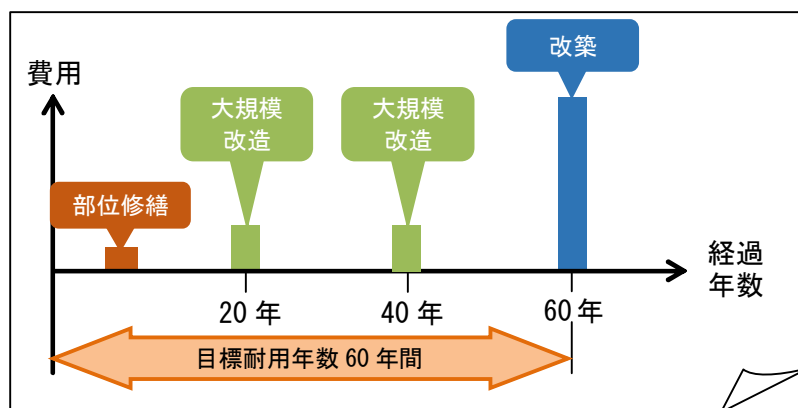 改築
費用
大規模
改造
大規模
改造
部位修繕
経過
年数
20 年
40 年
60 年
目標耐用年数 60 年間